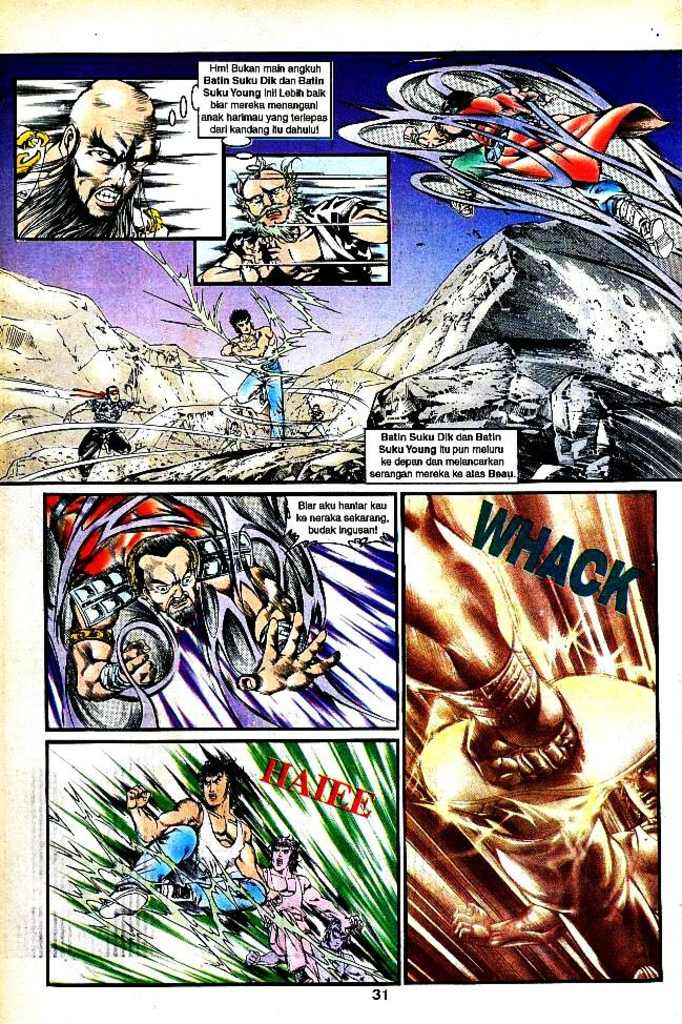 Hm! Bukan main angkuh
Batin Suku Dik dan Batin
Suku Young ini! Lebih baik
biar mereka menangani
anak harimau yang terlepas
dari kandang itu dahulu!
Batin Suku Dik dan Batin
Suku Young itu pun meluru
ke depan dan melancarkan
serangan mereka ke atas Beau.
Biar aku hantar kau
ke neraka sekarang,
budak ingusan!
WHACK
HAIEE
31